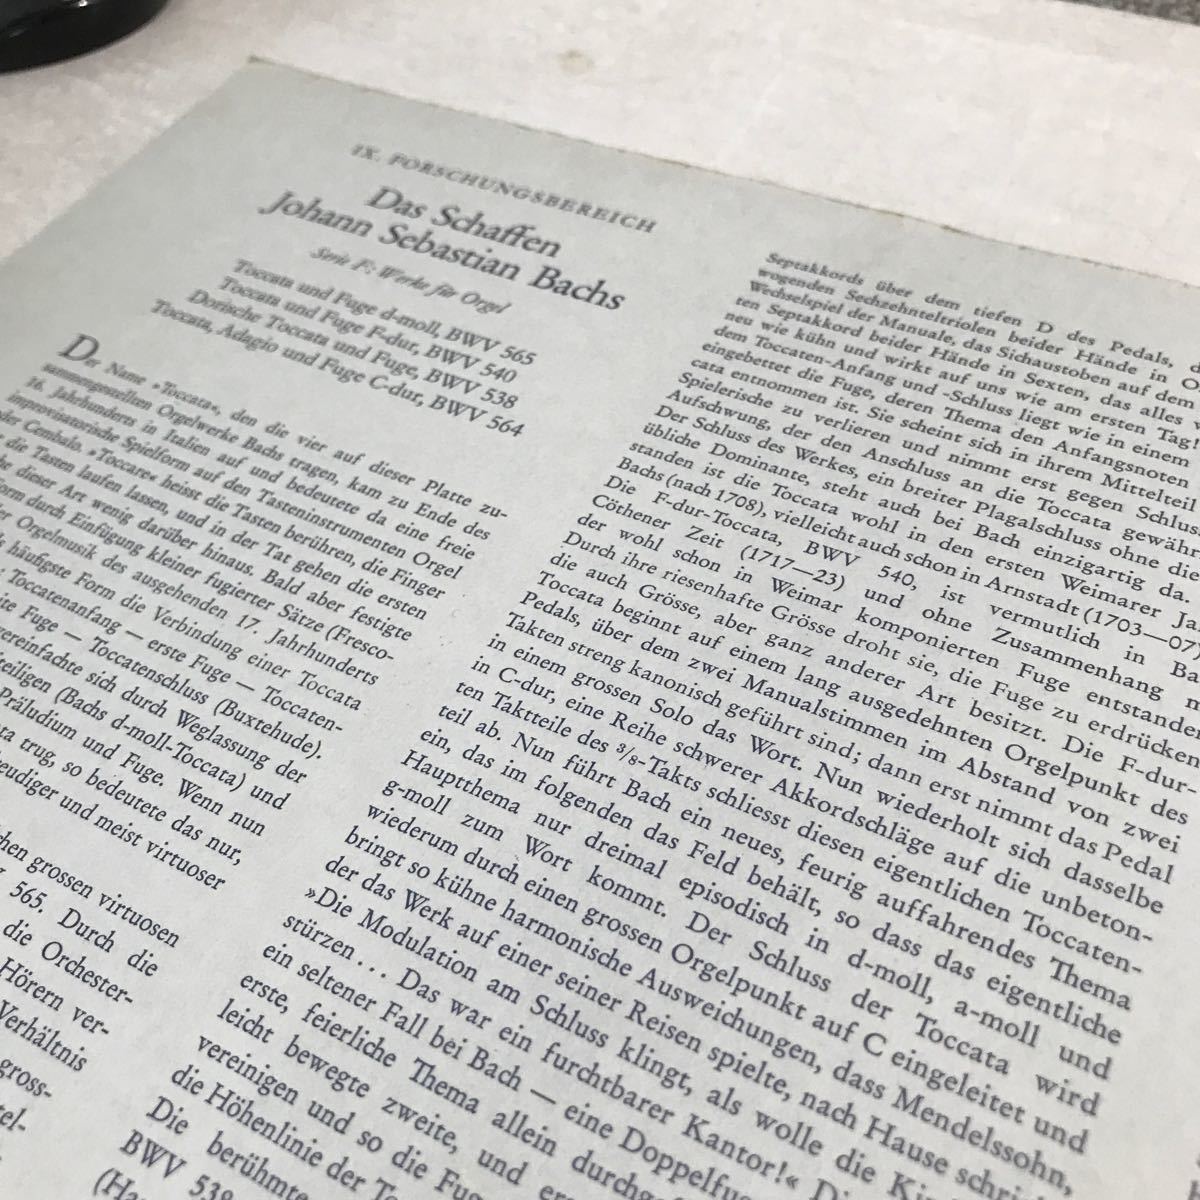 IX. FORSCHUNGSBEREICH
Das Schaffen
Johann Sebastian Bachs
Serie F: Werke für Orgel
Toccata und Fuge d-moll, BWV 565
Toccata und Fuge F-dur, BWV 540
Dorische Toccata und Fuge, BWV 538
Toccata, Adagio und Fuge C-dur, BWV 564
Der Name »Toccata«, den die vier auf dieser Platte zu-
sammengestellten Orgelwerke Bachs tragen, kam zu Ende des
16. Jahrhunderts in Italien auf und bedeutete da eine freie
improvisatorische Spielform auf den Tasteninstrumenten Orgel
oder Cembalo. »Toccare« heisst die Tasten berühren, die Finger
die Tasten laufen lassen, und in der Tat gehen die ersten
dieser Art wenig darüber hinaus. Bald aber festigte
durch Einfügung kleiner fugierter Sätze (Fresco-
Orgelmusik des ausgehenden 17. Jahrhunderts
häufigste Form die Verbindung einer Toccata
Toccatenanfang — erste Fuge — Toccaten-
Fuge — Toccatenschluss (Buxtehude).
vereinfachte sich durch Weglassung der
(Bachs d-moll-Toccata) und
Präludium und Fuge. Wenn nun
trug, so bedeutete das nur,
und meist virtuoser
grossen virtuosen
565. Durch die
die Orchester-
Hörern ver-
Verhältnis
gross-
Septakkords über dem tiefen D des Pedals,
wogenden Sechzehnteltriolen beider Hände in
Wechselspiel der Manuale, das Sichaustoben auf dem
ten Septakkord beider Hände in Sexten, das alles
neu wie kühn und wirkt auf uns wie am ersten Tag!
dem Toccaten-Anfang und -Schluss liegt wie in einem
eingebettet die Fuge, deren Thema den Anfangsnoten
cata entnommen ist. Sie scheint sich in ihrem Mittelteil
Spielerische zu verlieren und nimmt erst gegen Schluss
Aufschwung, der den Anschluss an die Toccata gewähr
Der Schluss des Werkes, ein breiter Plagalschluss ohne die
übliche Dominante, steht auch bei Bach einzigartig da.
standen ist die Toccata wohl in den ersten Weimarer
Bachs (nach 1708), vielleicht auch schon in Arnstadt (1703—07)
Die F-dur-Toccata, BWV 540, ist vermutlich in
Cöthener Zeit (1717—23) und ohne Zusammenhang
der wohl schon in Weimar komponierten Fuge entstanden
Durch ihre riesenhafte Grösse droht sie, die Fuge zu erdrücken
die auch Grösse, aber ganz anderer Art besitzt. Die F-dur-
Toccata beginnt auf einem lang ausgedehnten Orgelpunkt des
Pedals, über dem zwei Manualstimmen im Abstand von zwei
Takten streng kanonisch geführt sind; dann erst nimmt das Pedal
in einem grossen Solo das Wort. Nun wiederholt sich dasselbe
in C-dur, eine Reihe schwerer Akkordschläge auf die unbeton-
ten Taktteile des ³/₈-Takts schliesst diesen eigentlichen Toccaten-
teil ab. Nun führt Bach ein neues, feurig auffahrendes Thema
ein, das im folgenden das Feld behält, so dass das eigentliche
Hauptthema nur dreimal episodisch in d-moll, a-moll und
g-moll zum Wort kommt. Der Schluss der Toccata wird
wiederum durch einen grossen Orgelpunkt auf C eingeleitet und
bringt so kühne harmonische Ausweichungen, dass Mendelssohn,
der das Werk auf einer seiner Reisen spielte, nach Hause
»Die Modulation am Schluss klingt, als wolle die
stürzen... Das war ein furchtbarer Kantor!«
ein seltener Fall bei Bach — eine
erste, feierliche Thema allein
leicht bewegte zweite, und
vereinigen und so die
die Höhenlinie der
Die berühmte
BWV 538